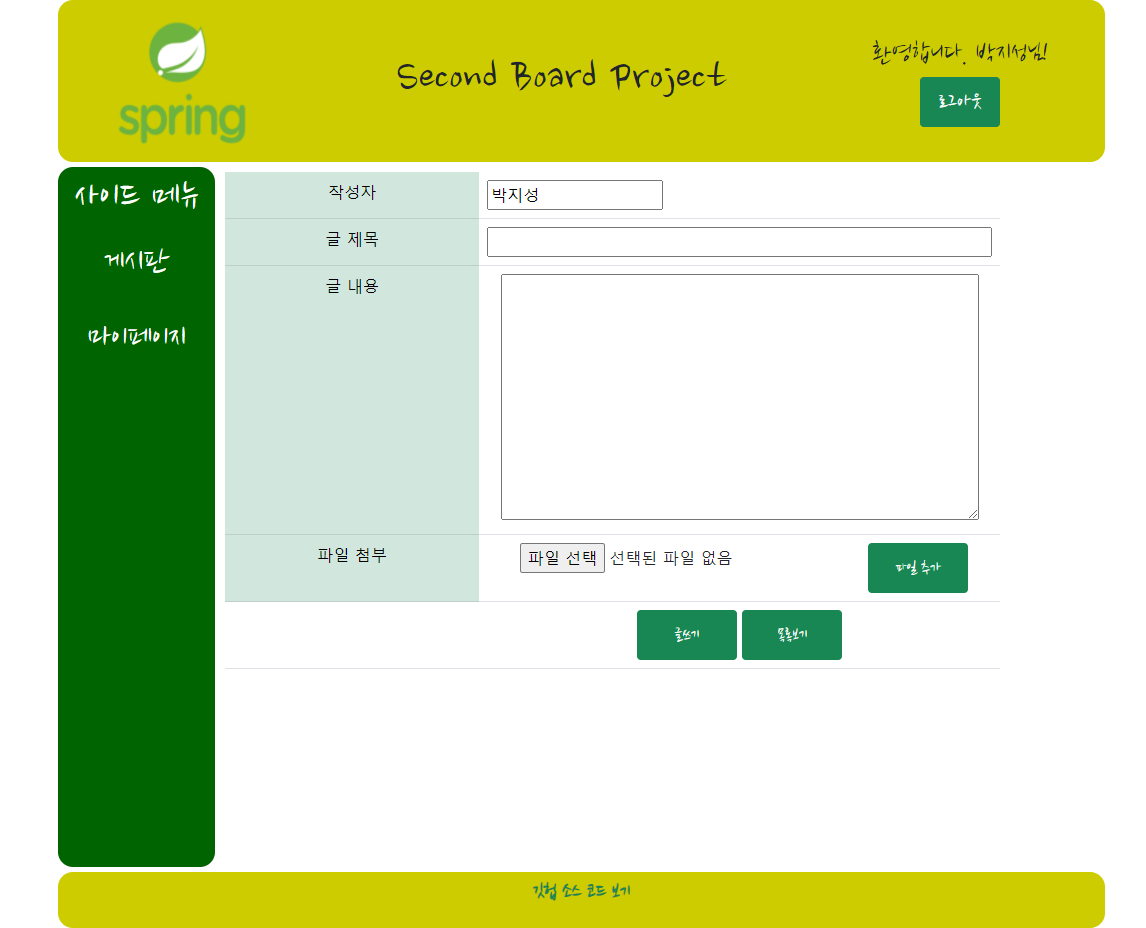 spring
Second Board Project
환영합니다. 박지성님!
로그아웃
사이드 메뉴
게시판
마이페이지
작성자 박지성
글 제목
글 내용
파일 첨부 파일 선택 선택된 파일 없음 파일 추가
글쓰기 목록보기
깃헙 소스 코드 보기